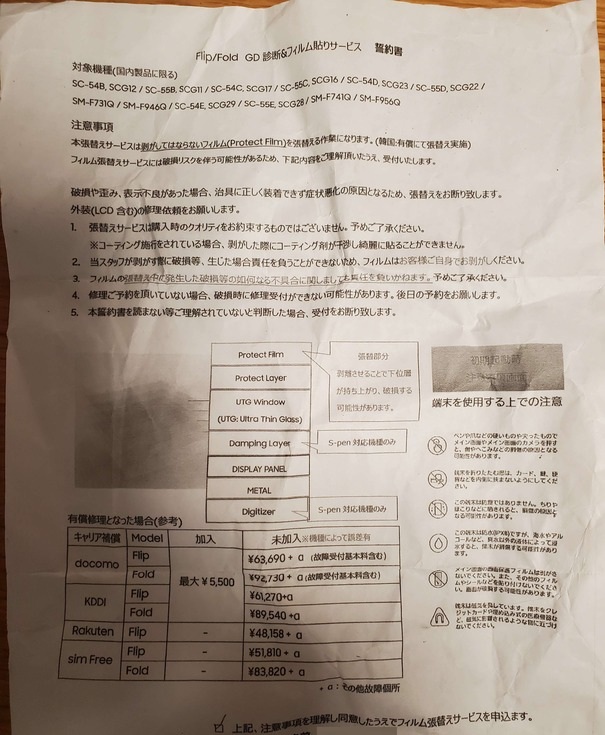 Flip/Fold GD 診断&フィルム貼りサービス 誓約書
対象機種(国内製品に限る)
SC-54B, SCG12 / SC-55B, SCG11 / SC-54C, SCG17 / SC-55C, SCG16 / SC-54D, SCG23 / SC-55D, SCG22 /
SM-F731Q / SM-F946Q / SC-54E, SCG29 / SC-55E, SCG28 / SM-F741Q / SM-F956Q
注意事項
本張替えサービスは剥がしてはならないフィルム(Protect Film)を張替える作業になります。(韓国:有償にて張替え実施)
フィルム張替えサービスには破損リスクを伴う可能性があるため、下記内容をご理解頂いたうえ、受付いたします。
破損や歪み、表示不良があった場合、治具に正しく装着できず症状悪化の原因となるため、張替えをお断り致します。
外装(LCD 含む)の修理依頼をお願いします。
1. 張替えサービスは購入時のクオリティをお約束するものではございません。予めご了承ください。
※コーティング施行をされている場合、剥がした際にコーティング剤が干渉し綺麗に貼ることができません。
2. 当スタッフが剥がす際に破損等、生じた場合責任を負うことができないため、フィルムはお客様ご自身でお剥がしください。
3. フィルムの張替え中に発生した破損等の如何なる不具合に関しましても責任を負いかねます。予めご了承ください。
4. 修理ご予約を頂いていない場合、破損時に修理受付ができない可能性があります。後日の予約をお願いします。
5. 本誓約書を読まない等ご理解されていないと判断した場合、受付をお断り致します。
Protect Film
Protect Layer
UTG Window
(UTG: Ultra Thin Glass)
Damping Layer
DISPLAY PANEL
METAL
Digitizer
張替部分
剥離させることで下位層
が持ち上がり、破損する
可能性があります。
S-pen 対応機種のみ
S-pen 対応機種のみ
初期起動時
注意事項画面
端末を使用する上での注意
有償修理となった場合(参考)
キャリア補償 Model 加入 未加入 ※機種によって誤差有
docomo Flip 最大 ¥5,500 ¥63,690 + α (故障受付基本料含む)
Fold ¥92,730 + α (故障受付基本料含む)
KDDI Flip ¥61,270+α
Fold ¥89,540 + α
Rakuten Flip - ¥48,158 + α
sim Free Flip - ¥51,810 + α
Fold - ¥83,820 + α
+ α:その他故障個所
☑ 上記、注意事項を理解し同意したうえでフィルム張替えサービスを申込ます。